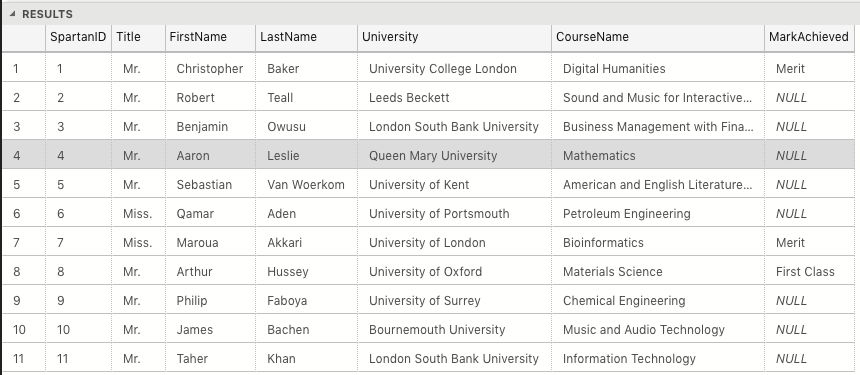 RESULTS
SpartanID Title FirstName LastName University CourseName MarkAchieved
1 1 Mr. Christopher Baker University College London Digital Humanities Merit
2 2 Mr. Robert Teall Leeds Beckett Sound and Music for Interactive... NULL
3 3 Mr. Benjamin Owusu London South Bank University Business Management with Fina... NULL
4 4 Mr. Aaron Leslie Queen Mary University Mathematics NULL
5 5 Mr. Sebastian Van Woerkom University of Kent American and English Literature... NULL
6 6 Miss. Qamar Aden University of Portsmouth Petroleum Engineering NULL
7 7 Miss. Maroua Akkari University of London Bioinformatics Merit
8 8 Mr. Arthur Hussey University of Oxford Materials Science First Class
9 9 Mr. Philip Faboya University of Surrey Chemical Engineering NULL
10 10 Mr. James Bachen Bournemouth University Music and Audio Technology NULL
11 11 Mr. Taher Khan London South Bank University Information Technology NULL